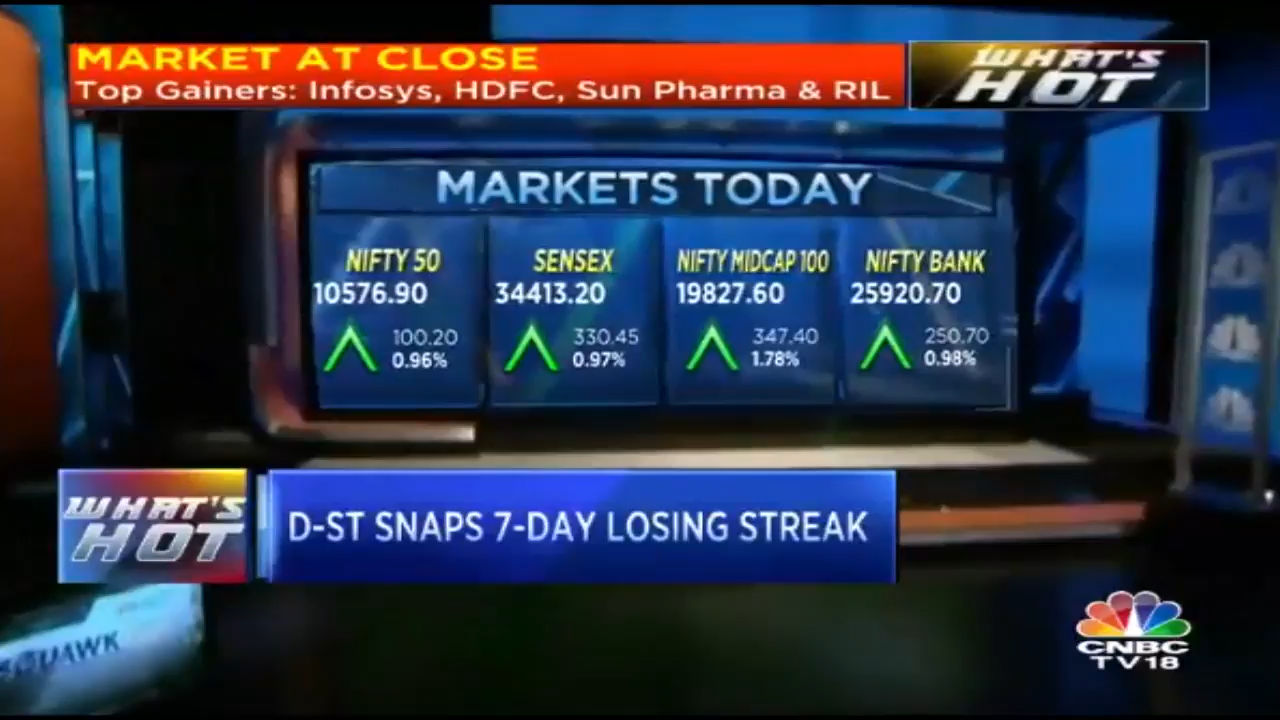 MARKET AT CLOSE
Top Gainers: Infosys, HDFC, Sun Pharma & RIL
WHAT'S
HOT
MARKETS TODAY
NIFTY 50
10576.90
100.20
0.96%
SENSEX
34413.20
330.45
0.97%
NIFTY MIDCAP 100
19827.60
347.40
1.78%
NIFTY BANK
25920.70
250.70
0.98%
WHAT'S
HOT
D-ST SNAPS 7-DAY LOSING STREAK
SQUAWK
CNBC
TV18